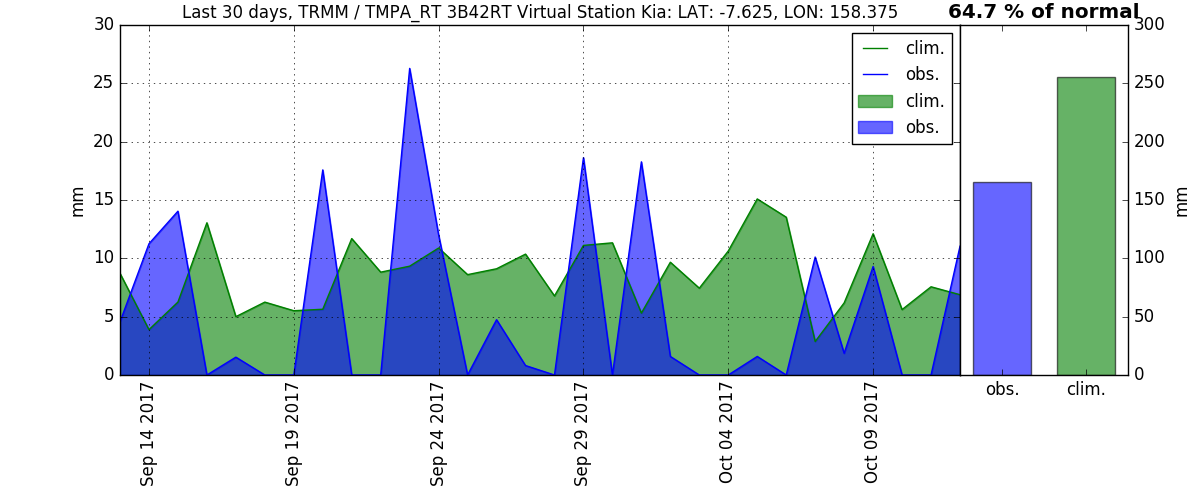 Last 30 days, TRMM / TMPA_RT 3B42RT Virtual Station Kia: LAT: -7.625, LON: 158.375
64.7 % of normal
30
25
20
15
10
5
0
mm
clim.
obs.
clim.
obs.
300
250
200
150
100
50
0
mm
Sep 14 2017
Sep 19 2017
Sep 24 2017
Sep 29 2017
Oct 04 2017
Oct 09 2017
obs.
clim.